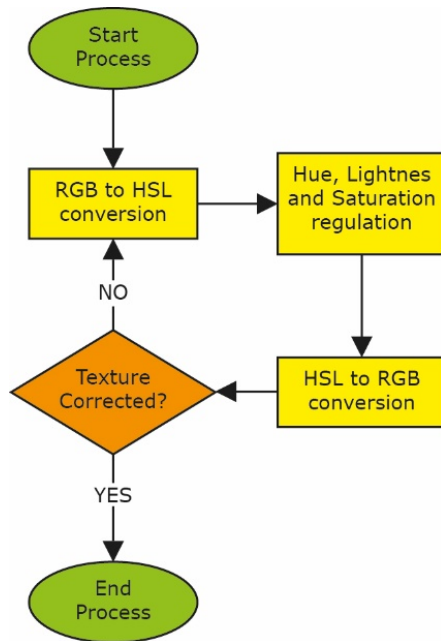 Start
Process
RGB to HSL
conversion
Hue, Lightnes
and Saturation
regulation
HSL to RGB
conversion
Texture
Corrected?
NO
YES
End
Process